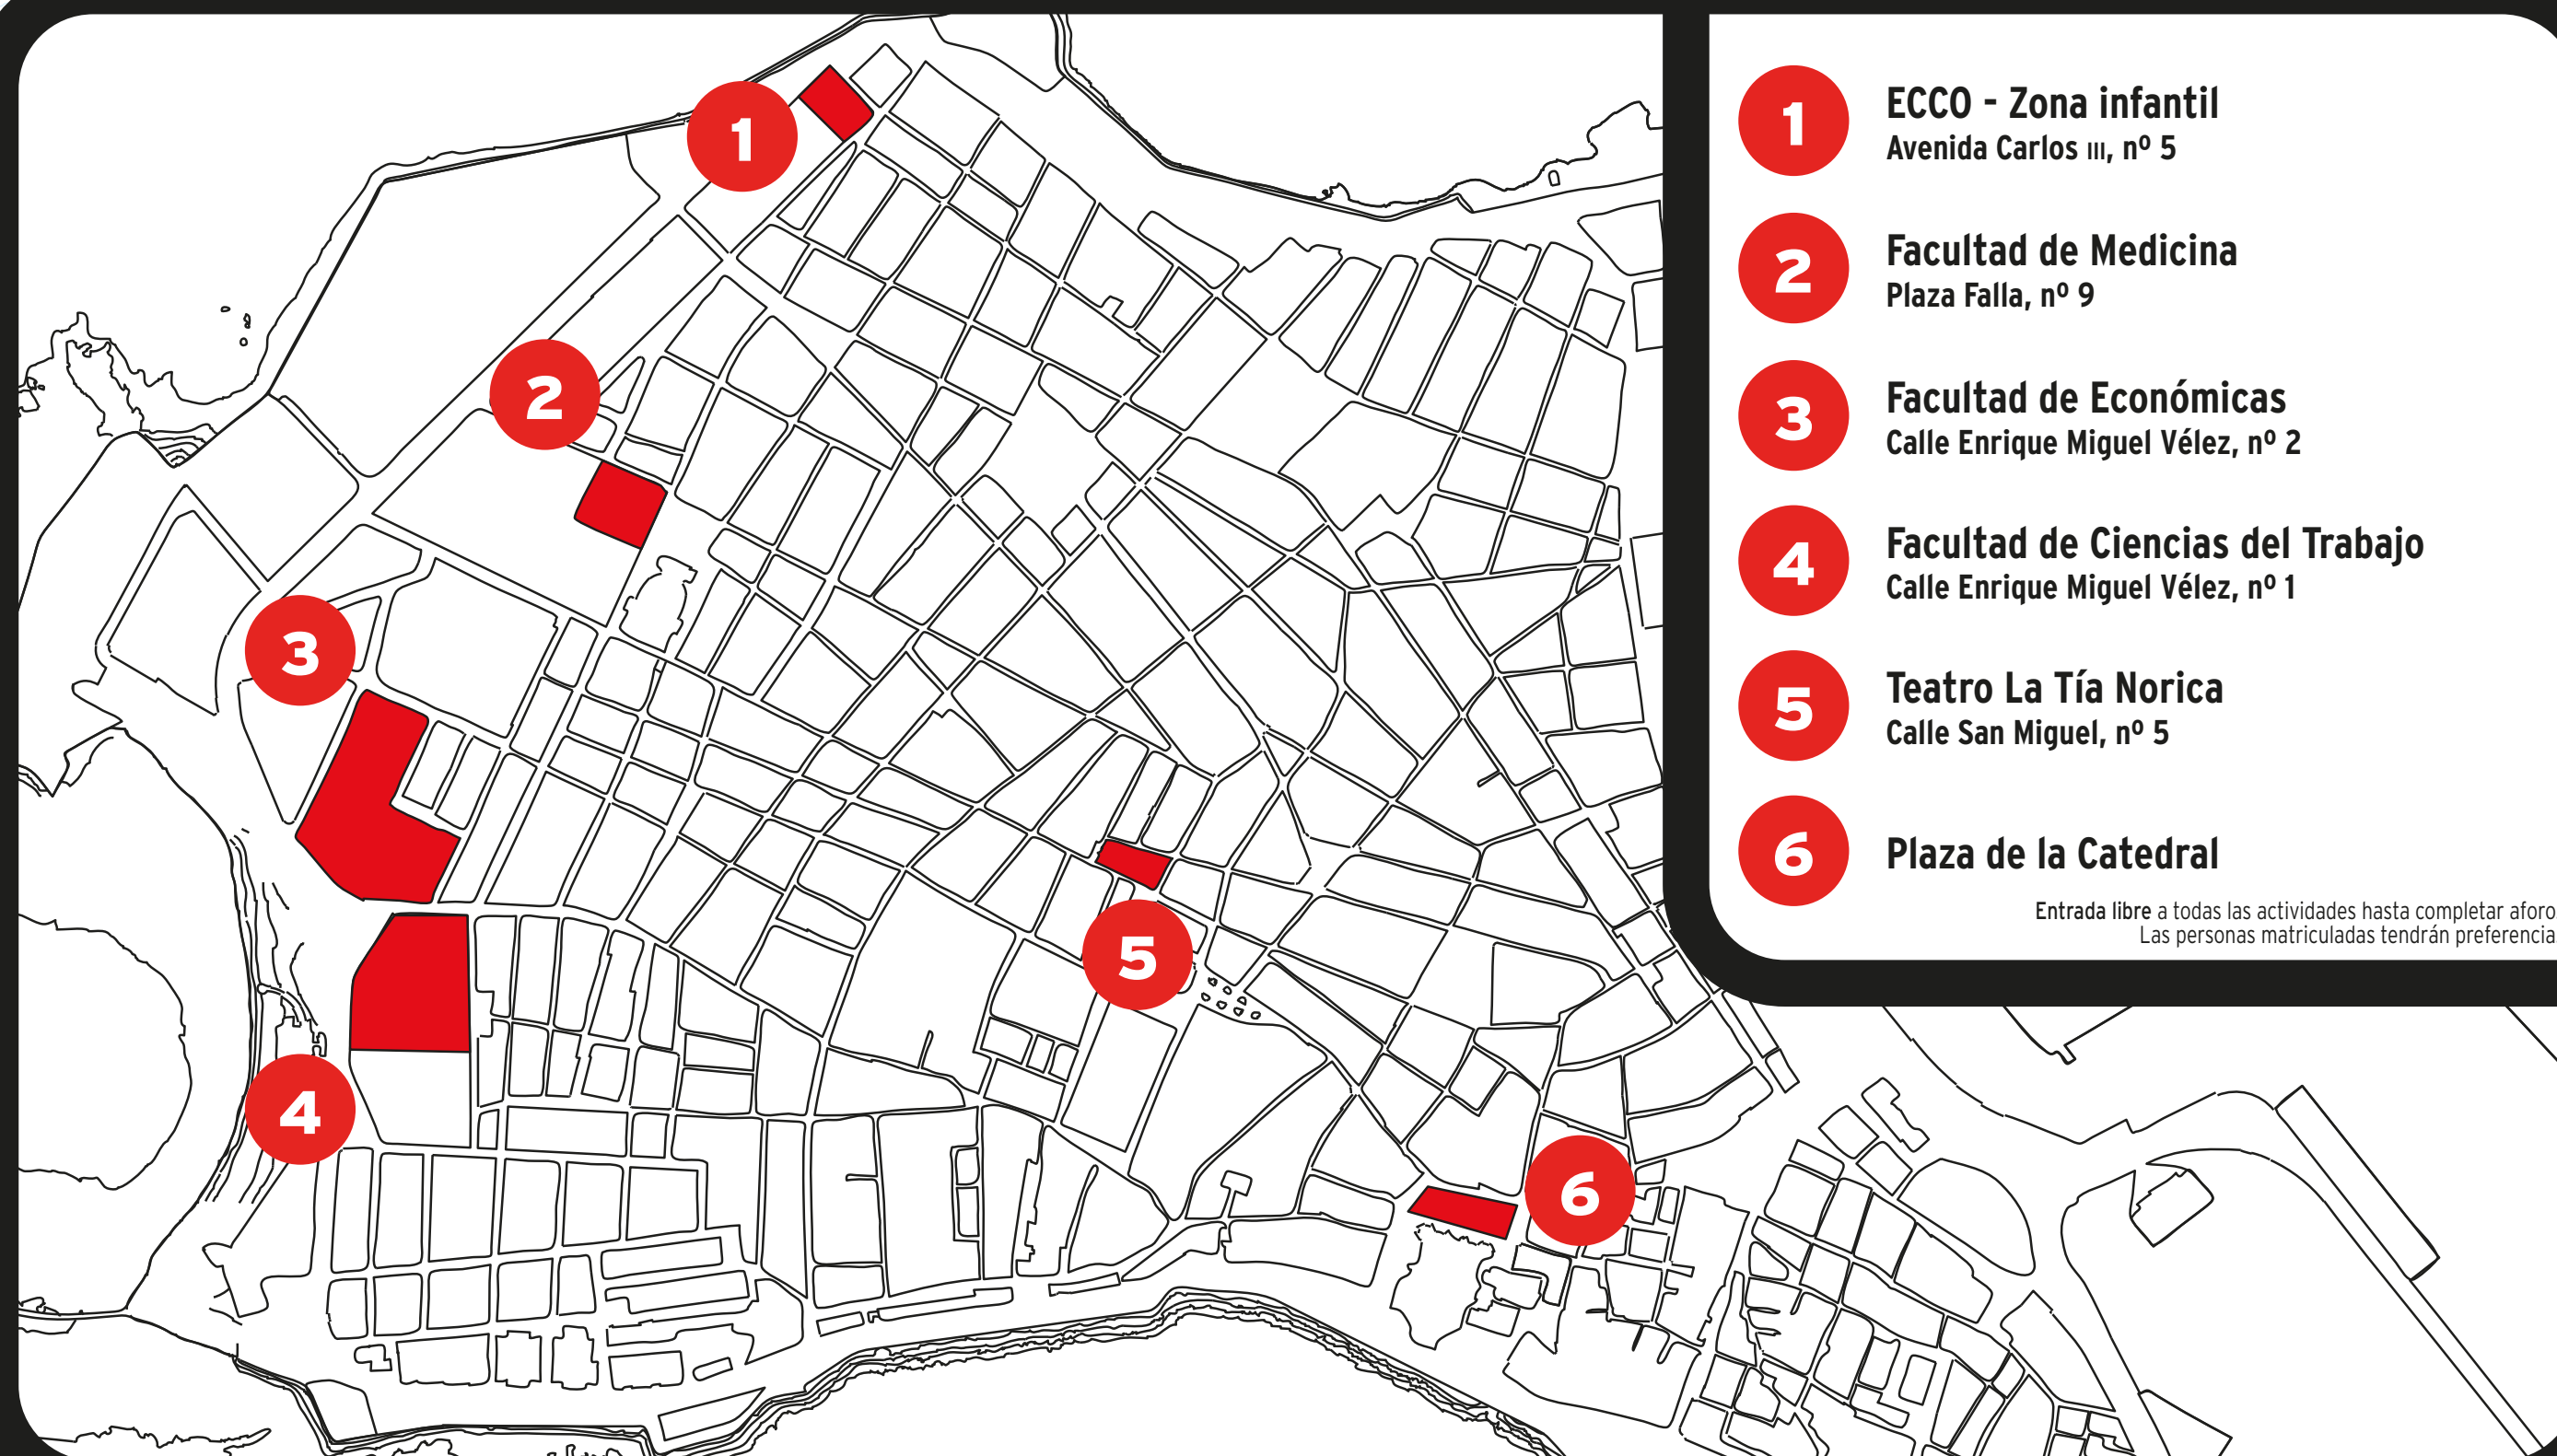 1
2
3
4
5
6
1
ECCO - Zona infantil
Avenida Carlos III, nº 5
2
Facultad de Medicina
Plaza Falla, nº 9
3
Facultad de Económicas
Calle Enrique Miguel Vélez, nº 2
4
Facultad de Ciencias del Trabajo
Calle Enrique Miguel Vélez, nº 1
5
Teatro La Tía Norica
Calle San Miguel, nº 5
6
Plaza de la Catedral
Entrada libre a todas las actividades hasta completar aforo.
Las personas matriculadas tendrán preferencia.